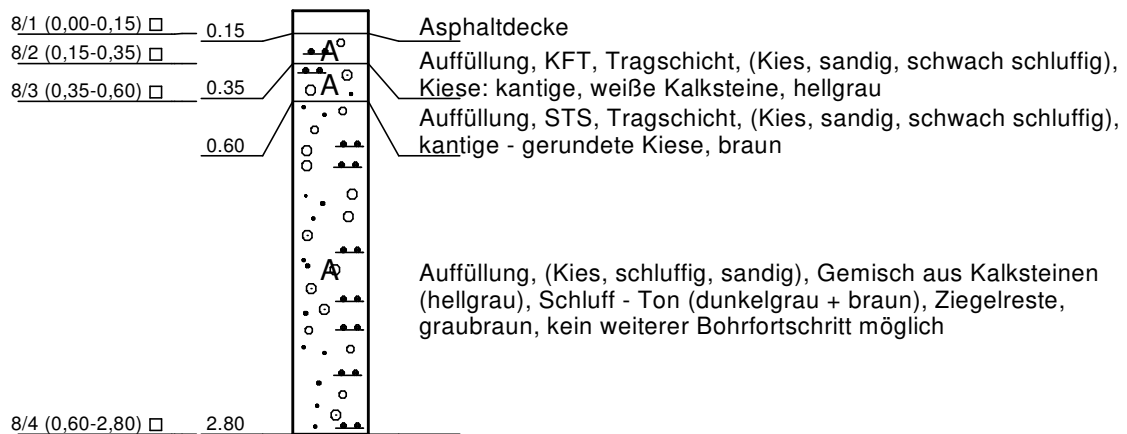 8/1 (0,00-0,15)
0.15
Asphaltdecke
8/2 (0,15-0,35)
A
Auffüllung, KFT, Tragschicht, (Kies, sandig, schwach schluffig),
Kiese: kantige, weiße Kalksteine, hellgrau
8/3 (0,35-0,60)
0.35
A
Auffüllung, STS, Tragschicht, (Kies, sandig, schwach schluffig),
kantige - gerundete Kiese, braun
0.60
A
Auffüllung, (Kies, schluffig, sandig), Gemisch aus Kalksteinen
(hellgrau), Schluff - Ton (dunkelgrau + braun), Ziegelreste,
graubraun, kein weiterer Bohrfortschritt möglich
8/4 (0,60-2,80)
2.80